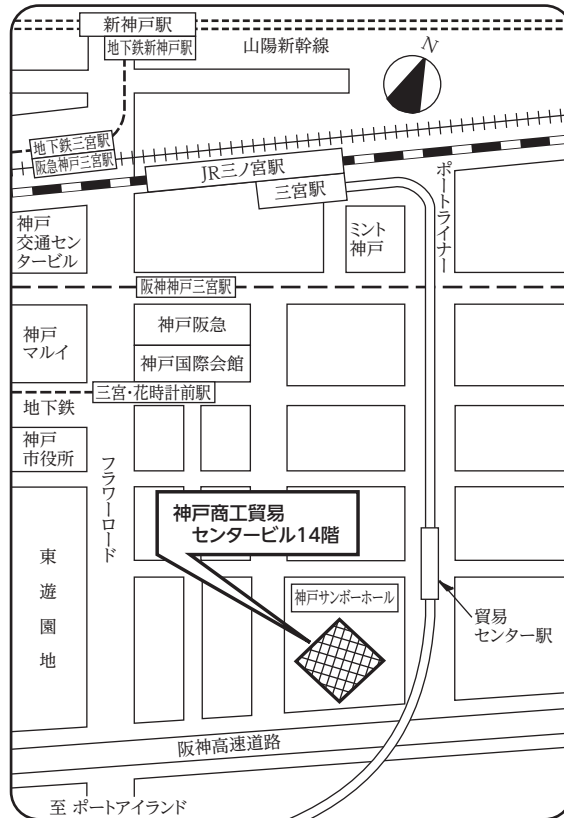 新神戸駅
地下鉄新神戸駅
山陽新幹線
N
地下鉄三宮駅
阪急神戸三宮駅
JR三ノ宮駅
三宮駅
ポートライナー
神戸
交通セン
タービル
ミント
神戸
阪神神戸三宮駅
神戸
マルイ
神戸阪急
神戸国際会館
三宮・花時計前駅
地下鉄
神戸
市役所
フラワーロード
神戸商工貿易
センタービル14階
東遊園地
神戸サンボーホール
貿易
センター駅
阪神高速道路
至 ポートアイランド